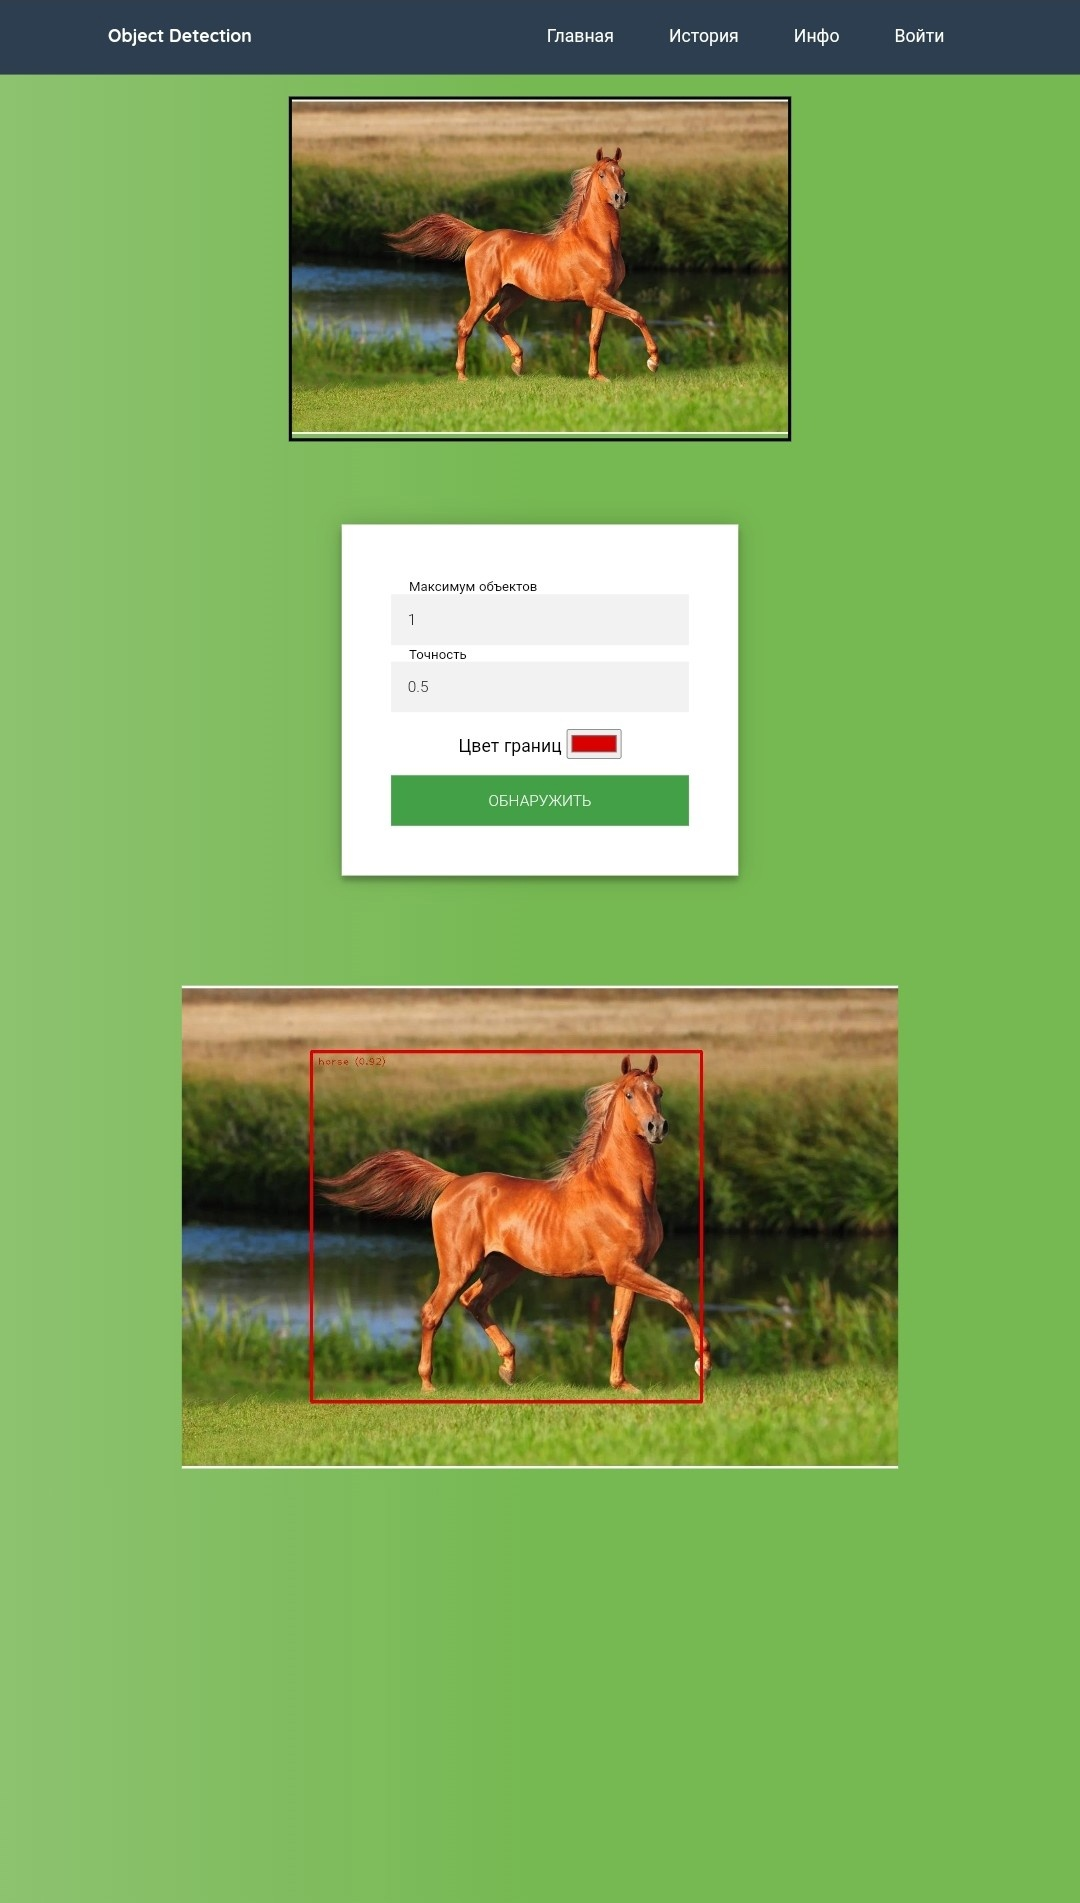 Object Detection Главная История Инфо Войти
Максимум объектов
1
Точность
0.5
Цвет границ
ОБНАРУЖИТЬ
horse (0.92)